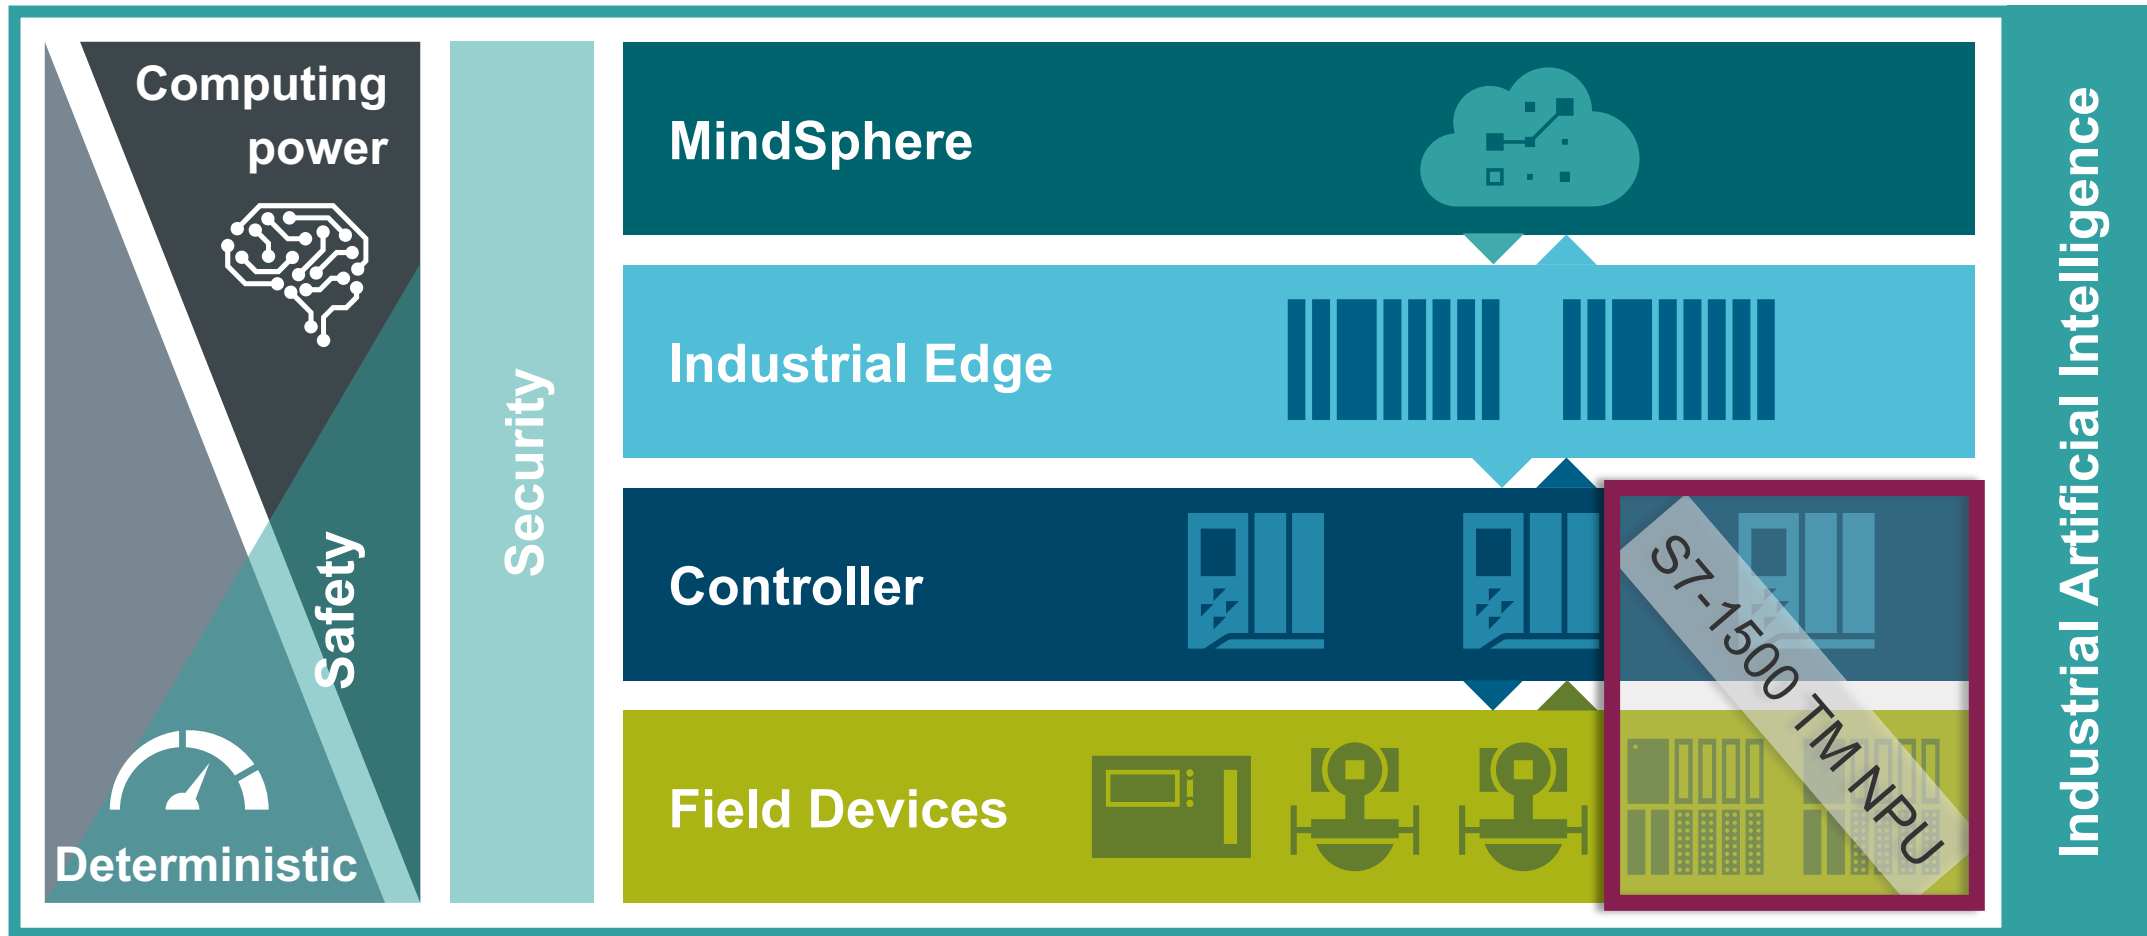 Computing
power
Safety
Deterministic
Security
MindSphere
Industrial Edge
Controller
Field Devices
S7-1500 TM NPU
Industrial Artificial Intelligence